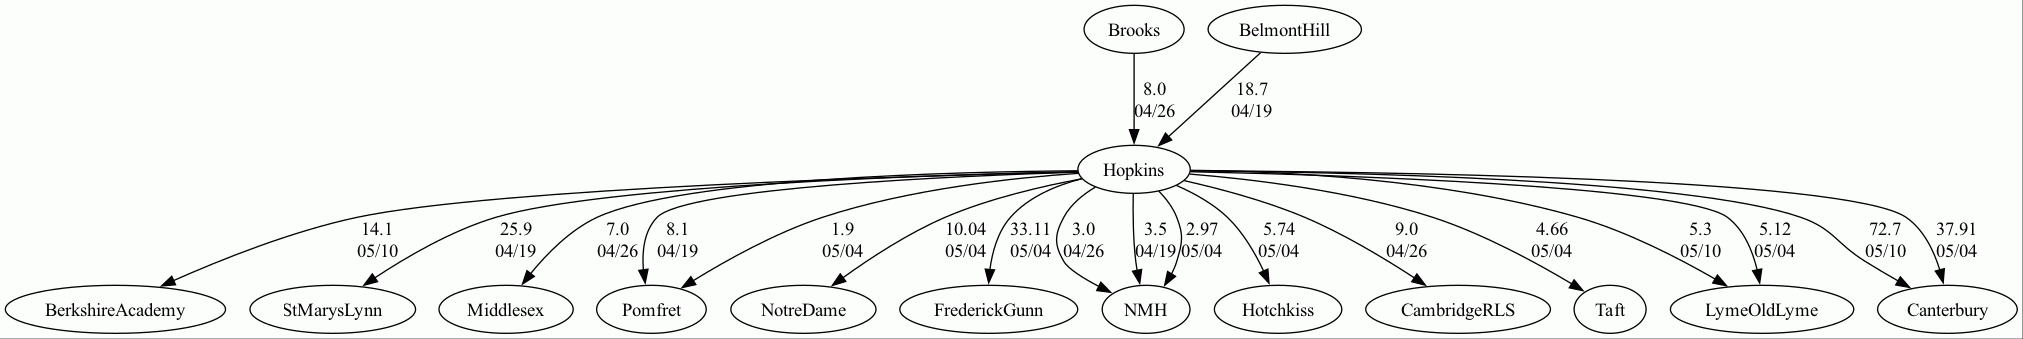 Brooks
BelmontHill
8.0
04/26
18.7
04/19
Hopkins
14.1
05/10
25.9
04/19
7.0
04/26
8.1
04/19
1.9
05/04
10.04
05/04
33.11
05/04
3.0
04/26
3.5
04/19
2.97
05/04
5.74
05/04
9.0
04/26
4.66
05/04
5.3
05/10
5.12
05/04
72.7
05/10
37.91
05/04
BerkshireAcademy
StMarysLynn
Middlesex
Pomfret
NotreDame
FrederickGunn
NMH
Hotchkiss
CambridgeRLS
Taft
LymeOldLyme
Canterbury